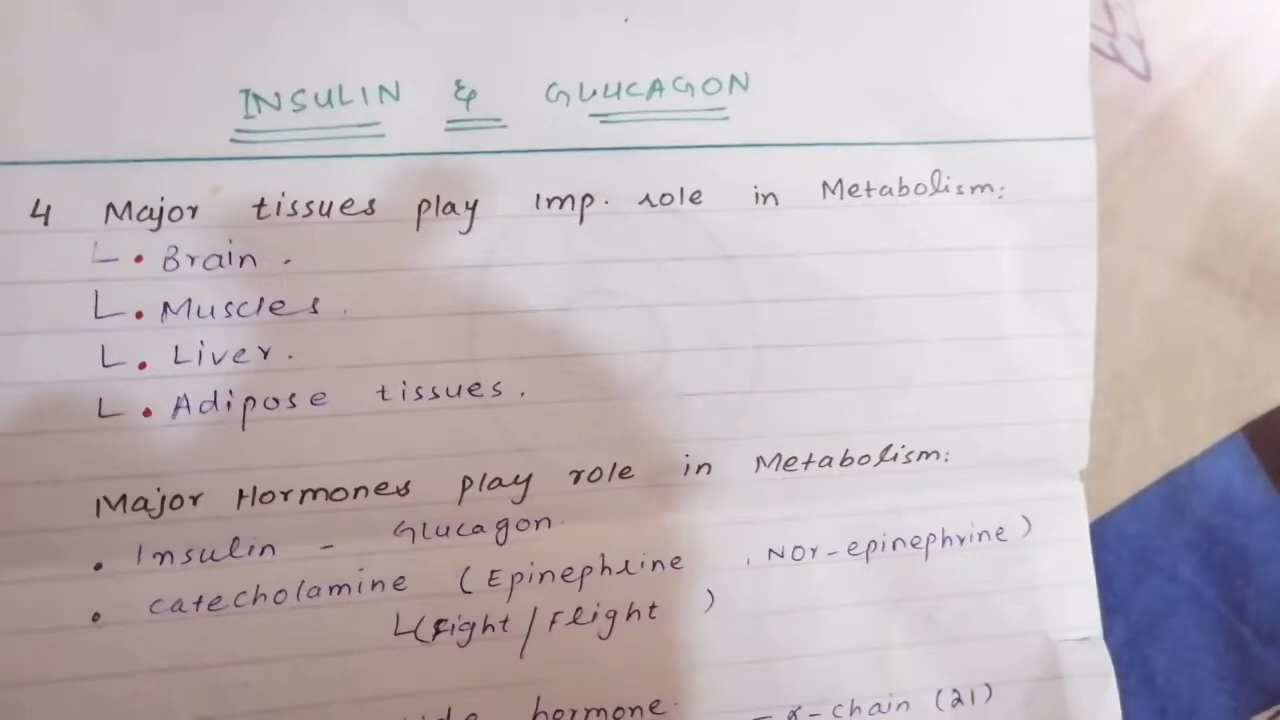 INSULIN & GLUCAGON
4 Major tissues play imp. role in Metabolism:
L • Brain.
L • Muscles.
L • Liver.
L • Adipose tissues.
Major Hormones play role in Metabolism:
• Insulin - Glucagon.
• catecholamine (Epinephrine, Nor-epinephrine)
L (Fight/Flight)
hormone. - α-chain (21)